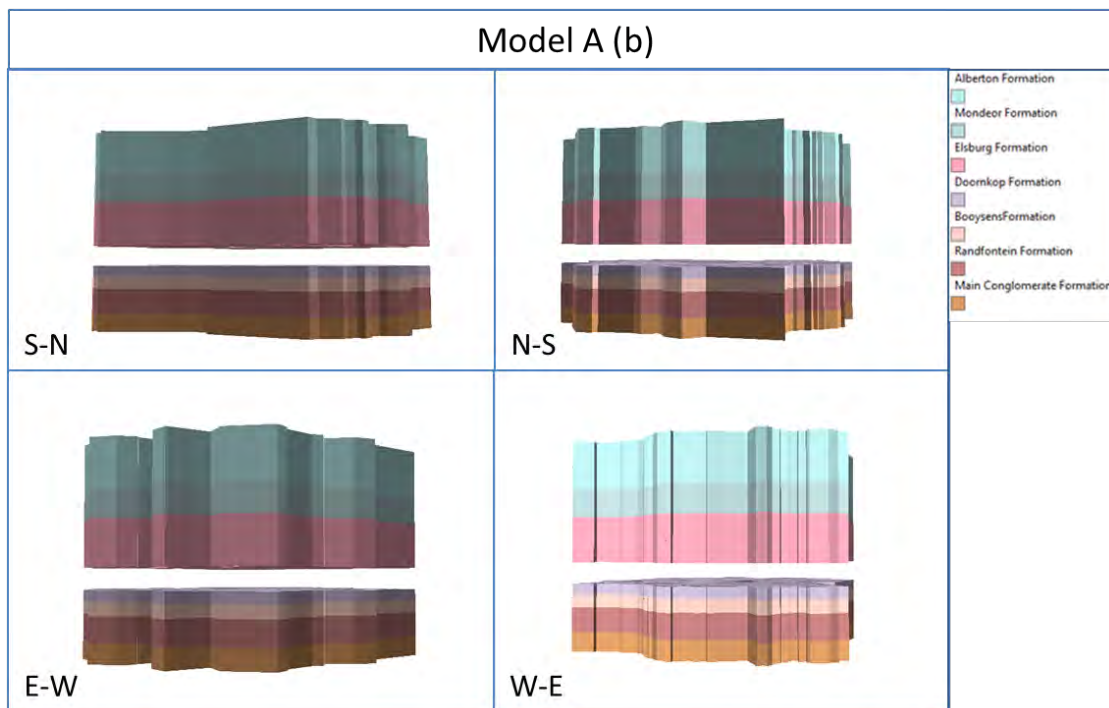 Model A (b)
S-N
N-S
E-W
W-E
Alberton Formation
Mondeor Formation
Elsburg Formation
Doornkop Formation
BooysensFormation
Randfontein Formation
Main Conglomerate Formation